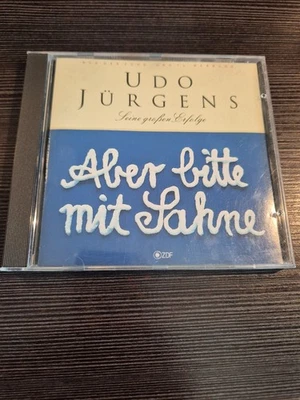 UDO
JÜRGENS
Seine großen Erfolge
Aber bitte
mit Sahne
ZDF